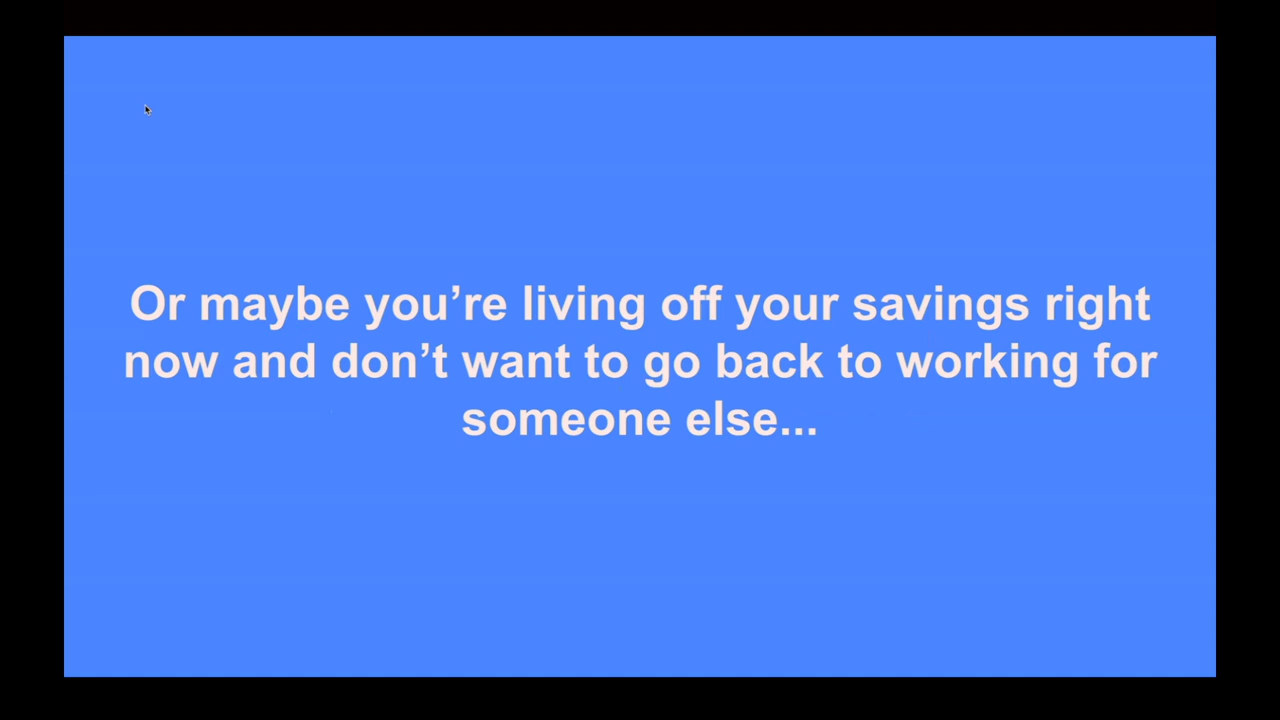 Or maybe you’re living off your savings right
now and don’t want to go back to working for
someone else...